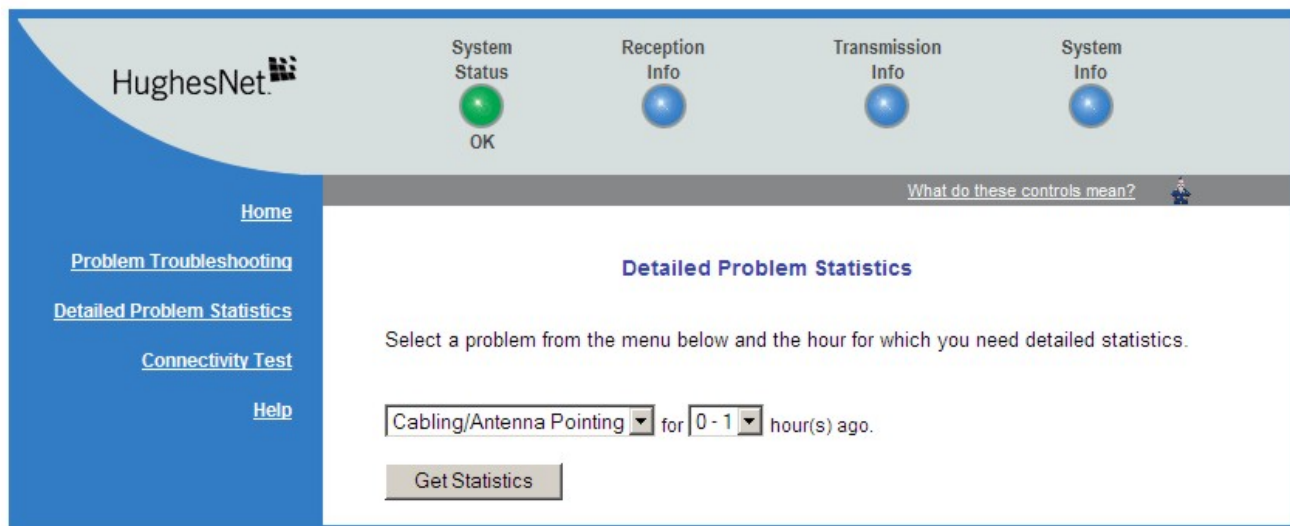 HughesNet.
System Status
OK
Reception Info
Transmission Info
System Info
What do these controls mean?
Home
Problem Troubleshooting
Detailed Problem Statistics
Connectivity Test
Help
Detailed Problem Statistics
Select a problem from the menu below and the hour for which you need detailed statistics.
Cabling/Antenna Pointing for 0 - 1 hour(s) ago.
Get Statistics